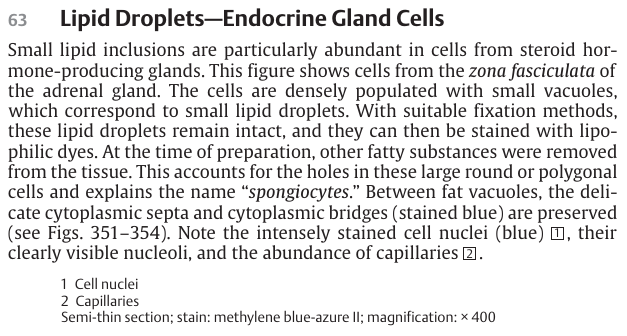 63 Lipid Droplets—Endocrine Gland Cells
Small lipid inclusions are particularly abundant in cells from steroid hor-
mone-producing glands. This figure shows cells from the zona fasciculata of
the adrenal gland. The cells are densely populated with small vacuoles,
which correspond to small lipid droplets. With suitable fixation methods,
these lipid droplets remain intact, and they can then be stained with lipo-
philic dyes. At the time of preparation, other fatty substances were removed
from the tissue. This accounts for the holes in these large round or polygonal
cells and explains the name “spongiocytes.” Between fat vacuoles, the deli-
cate cytoplasmic septa and cytoplasmic bridges (stained blue) are preserved
(see Figs. 351–354). Note the intensely stained cell nuclei (blue) 1, their
clearly visible nucleoli, and the abundance of capillaries 2.
1 Cell nuclei
2 Capillaries
Semi-thin section; stain: methylene blue-azure II; magnification: × 400